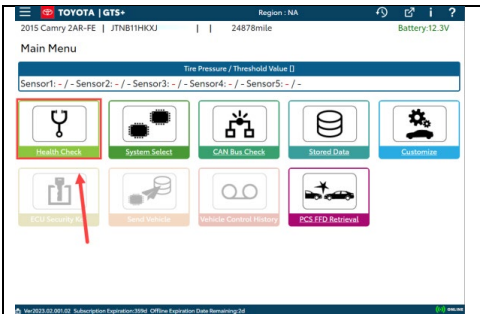 TOYOTA | GTS+ Region : NA
2015 Camry 2AR-FE | JTNB11HKXJ | | 24878mile Battery:12.3V
Main Menu
Tire Pressure / Threshold Value []
Sensor1: - / - Sensor2: - / - Sensor3: - / - Sensor4: - / - Sensor5: - / -
Health Check System Select CAN Bus Check Stored Data Customize
ECU Security Key Send Vehicle Vehicle Control History PCS FFD Retrieval
Ver2023.02.001.02 Subscription Expiration:359d Offline Expiration Date Remaining:2d ONLINE